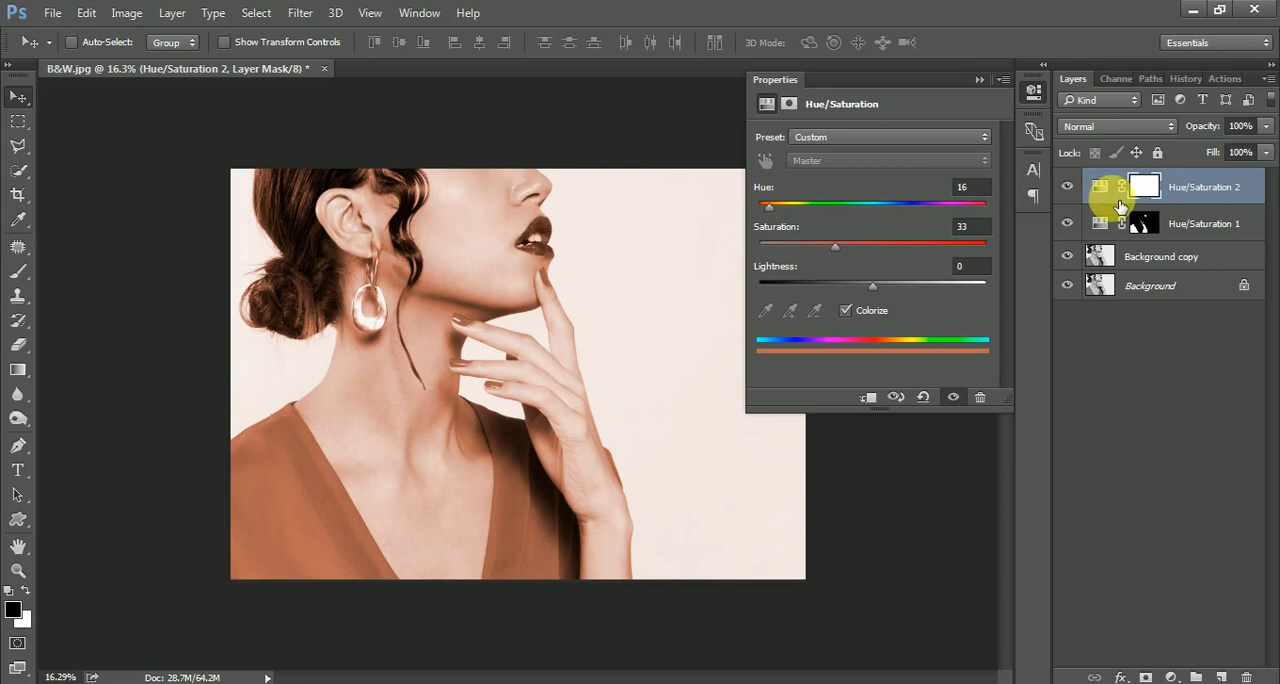 Ps File Edit Image Layer Type Select Filter 3D View Window Help
Auto-Select: Group Show Transform Controls 3D Mode: Essentials
B&W.jpg @ 16.3% (Hue/Saturation 2, Layer Mask/8) * ×
Properties
Hue/Saturation
Preset: Custom
Master
Hue: 16
Saturation: 33
Lightness: 0
Colorize
Layers Channe Paths History Actions
Kind
Normal Opacity: 100%
Lock: Fill: 100%
Hue/Saturation 2
Hue/Saturation 1
Background copy
Background
16.29% Doc: 28.7M/64.2M